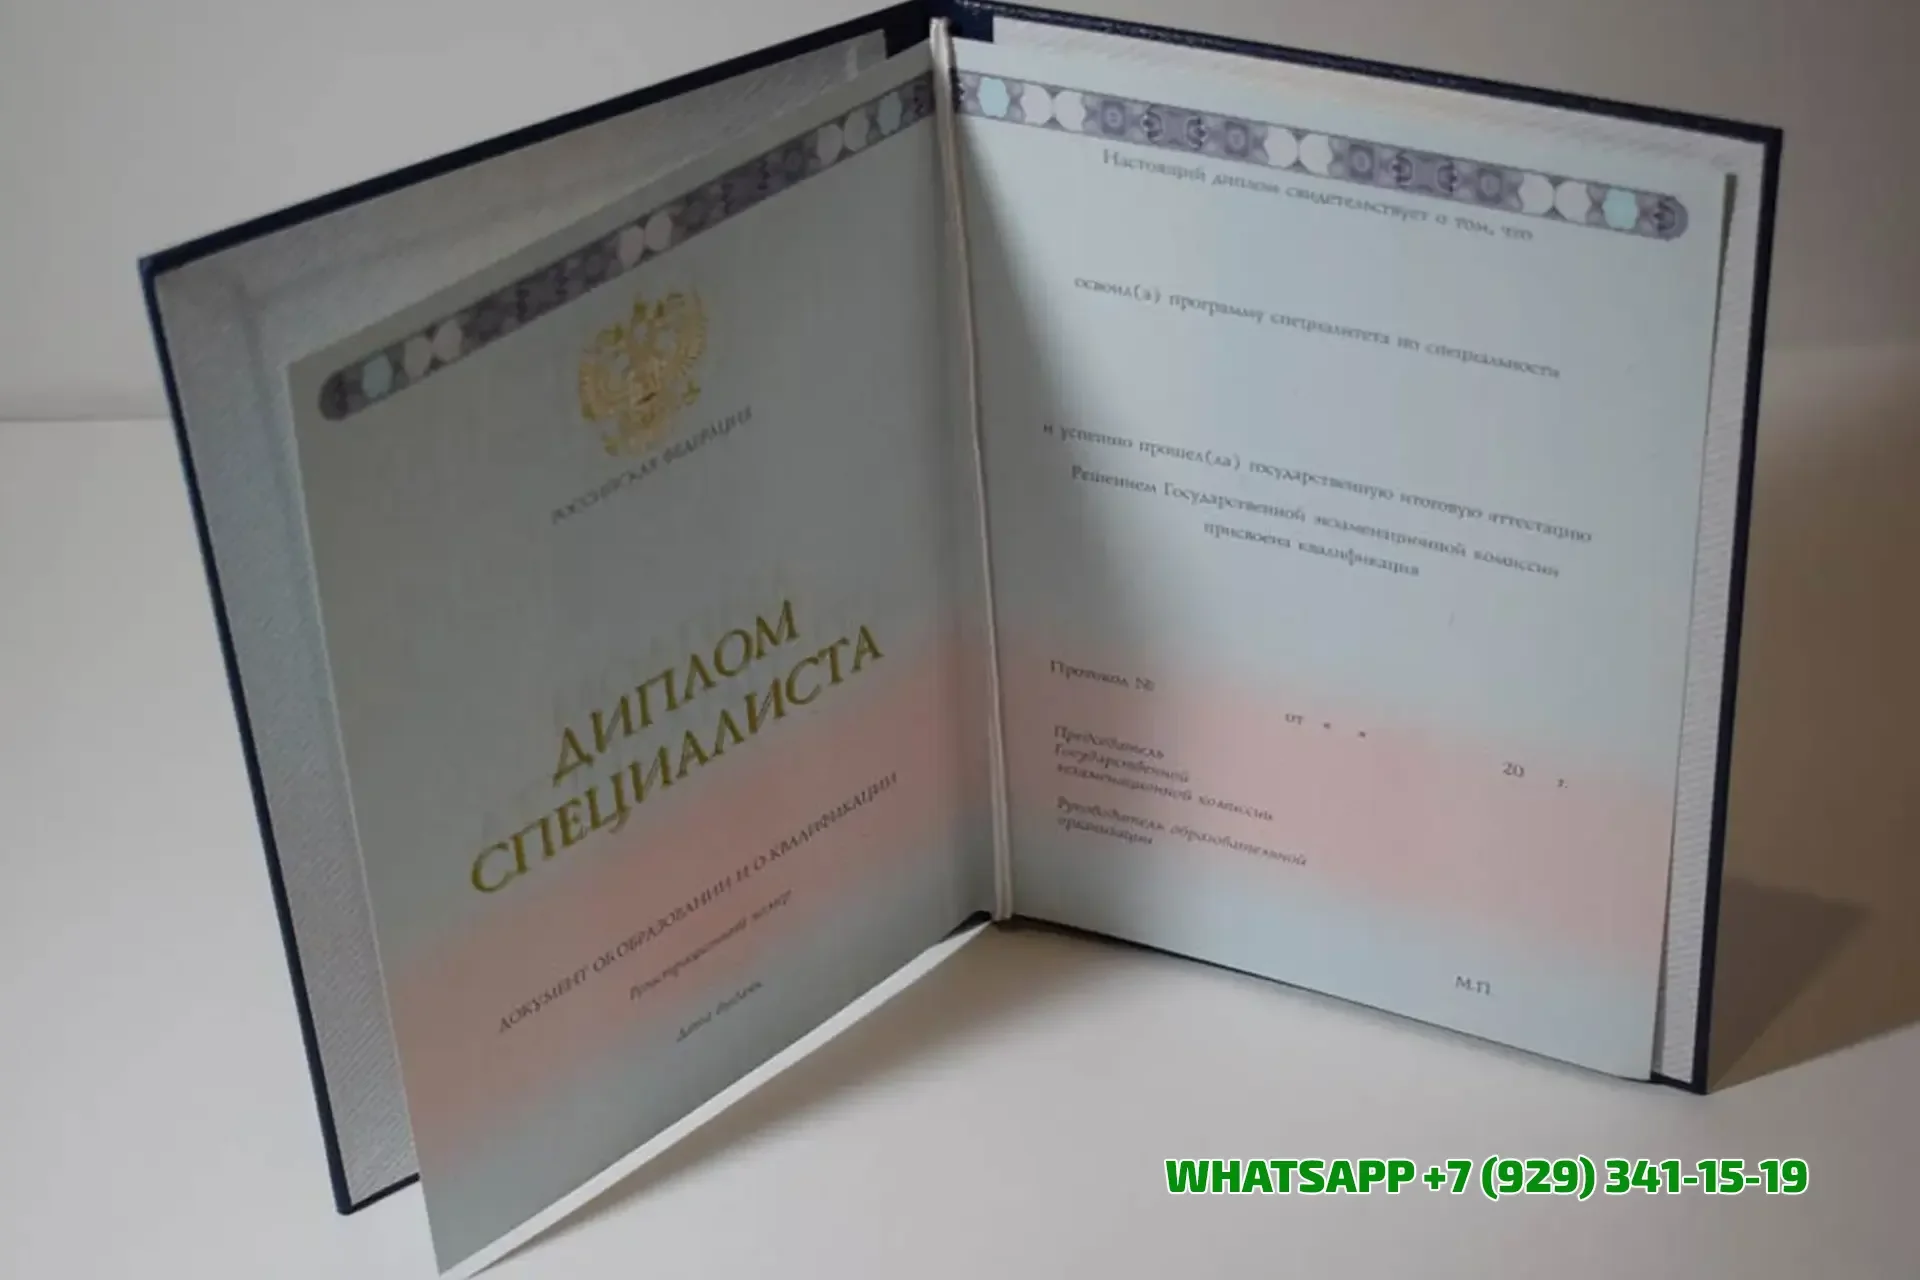 РОССИЙСКАЯ ФЕДЕРАЦИЯ
ДИПЛОМ
СПЕЦИАЛИСТА
ДОКУМЕНТ ОБ ОБРАЗОВАНИИ И О КВАЛИФИКАЦИИ
Регистрационный номер
Дата выдачи
Настоящий диплом свидетельствует о том, что
освоил(а) программу специалитета по специальности
и успешно прошел(ла) государственную итоговую аттестацию
Решением Государственной экзаменационной комиссии
присвоена квалификация
Протокол №
от « »
20 г.
Председатель
Государственной
экзаменационной комиссии
Руководитель образовательной
организации
М.П.
WHATSAPP +7 (929) 341-15-19